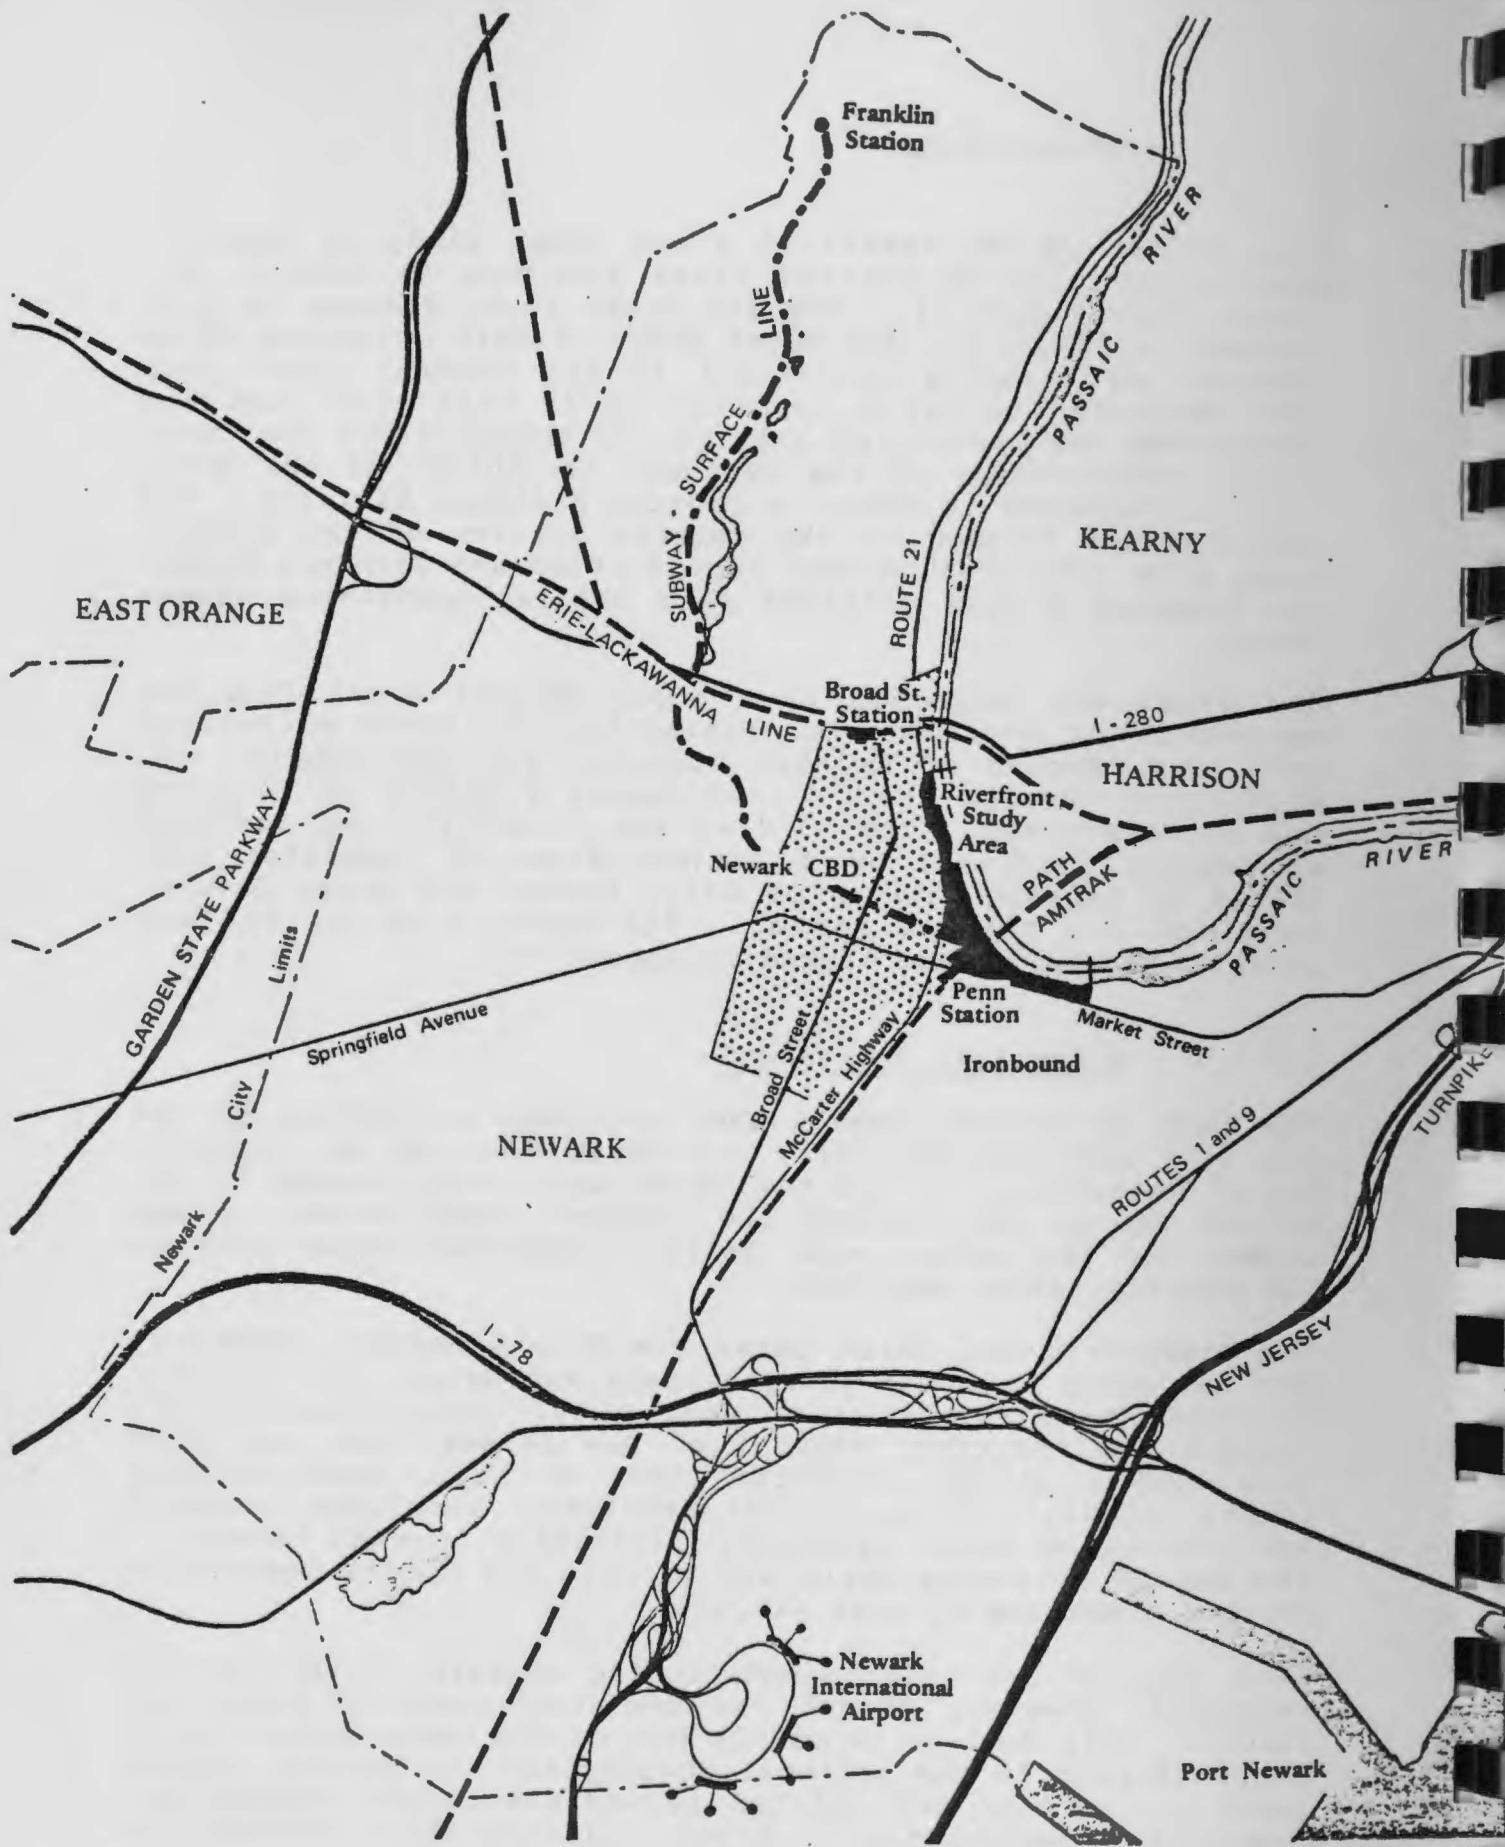 Franklin
Station
RIVER
PASSAIC
LINE
SURFACE
SUBWAY -
ROUTE 21
KEARNY
EAST ORANGE
ERIE-LACKAWANNA LINE
Broad St.
Station
I - 280
HARRISON
Riverfront
Study
Area
GARDEN STATE PARKWAY
Newark CBD
PATH
AMTRAK
PASSAIC RIVER
Newark City Limits
Springfield Avenue
Penn
Station
Market Street
Broad Street
McCarter Highway
Ironbound
NEWARK
ROUTES 1 and 9
NEW JERSEY TURNPIKE
I - 78
Newark
International
Airport
Port Newark